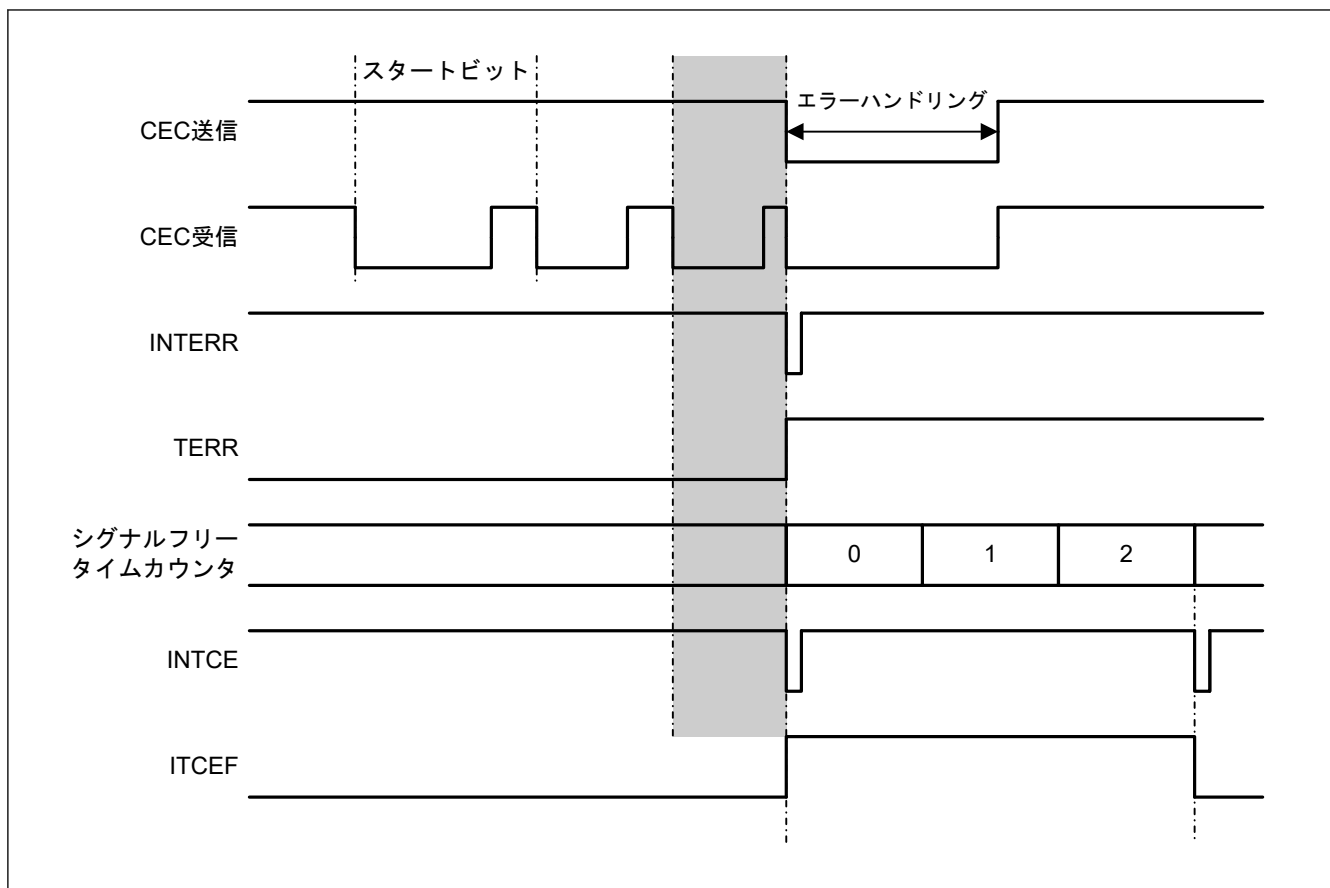 スタートビット
エラーハンドリング
CEC送信
CEC受信
INTERR
TERR
シグナルフリー
タイムカウンタ
0 1 2
INTCE
ITCEF